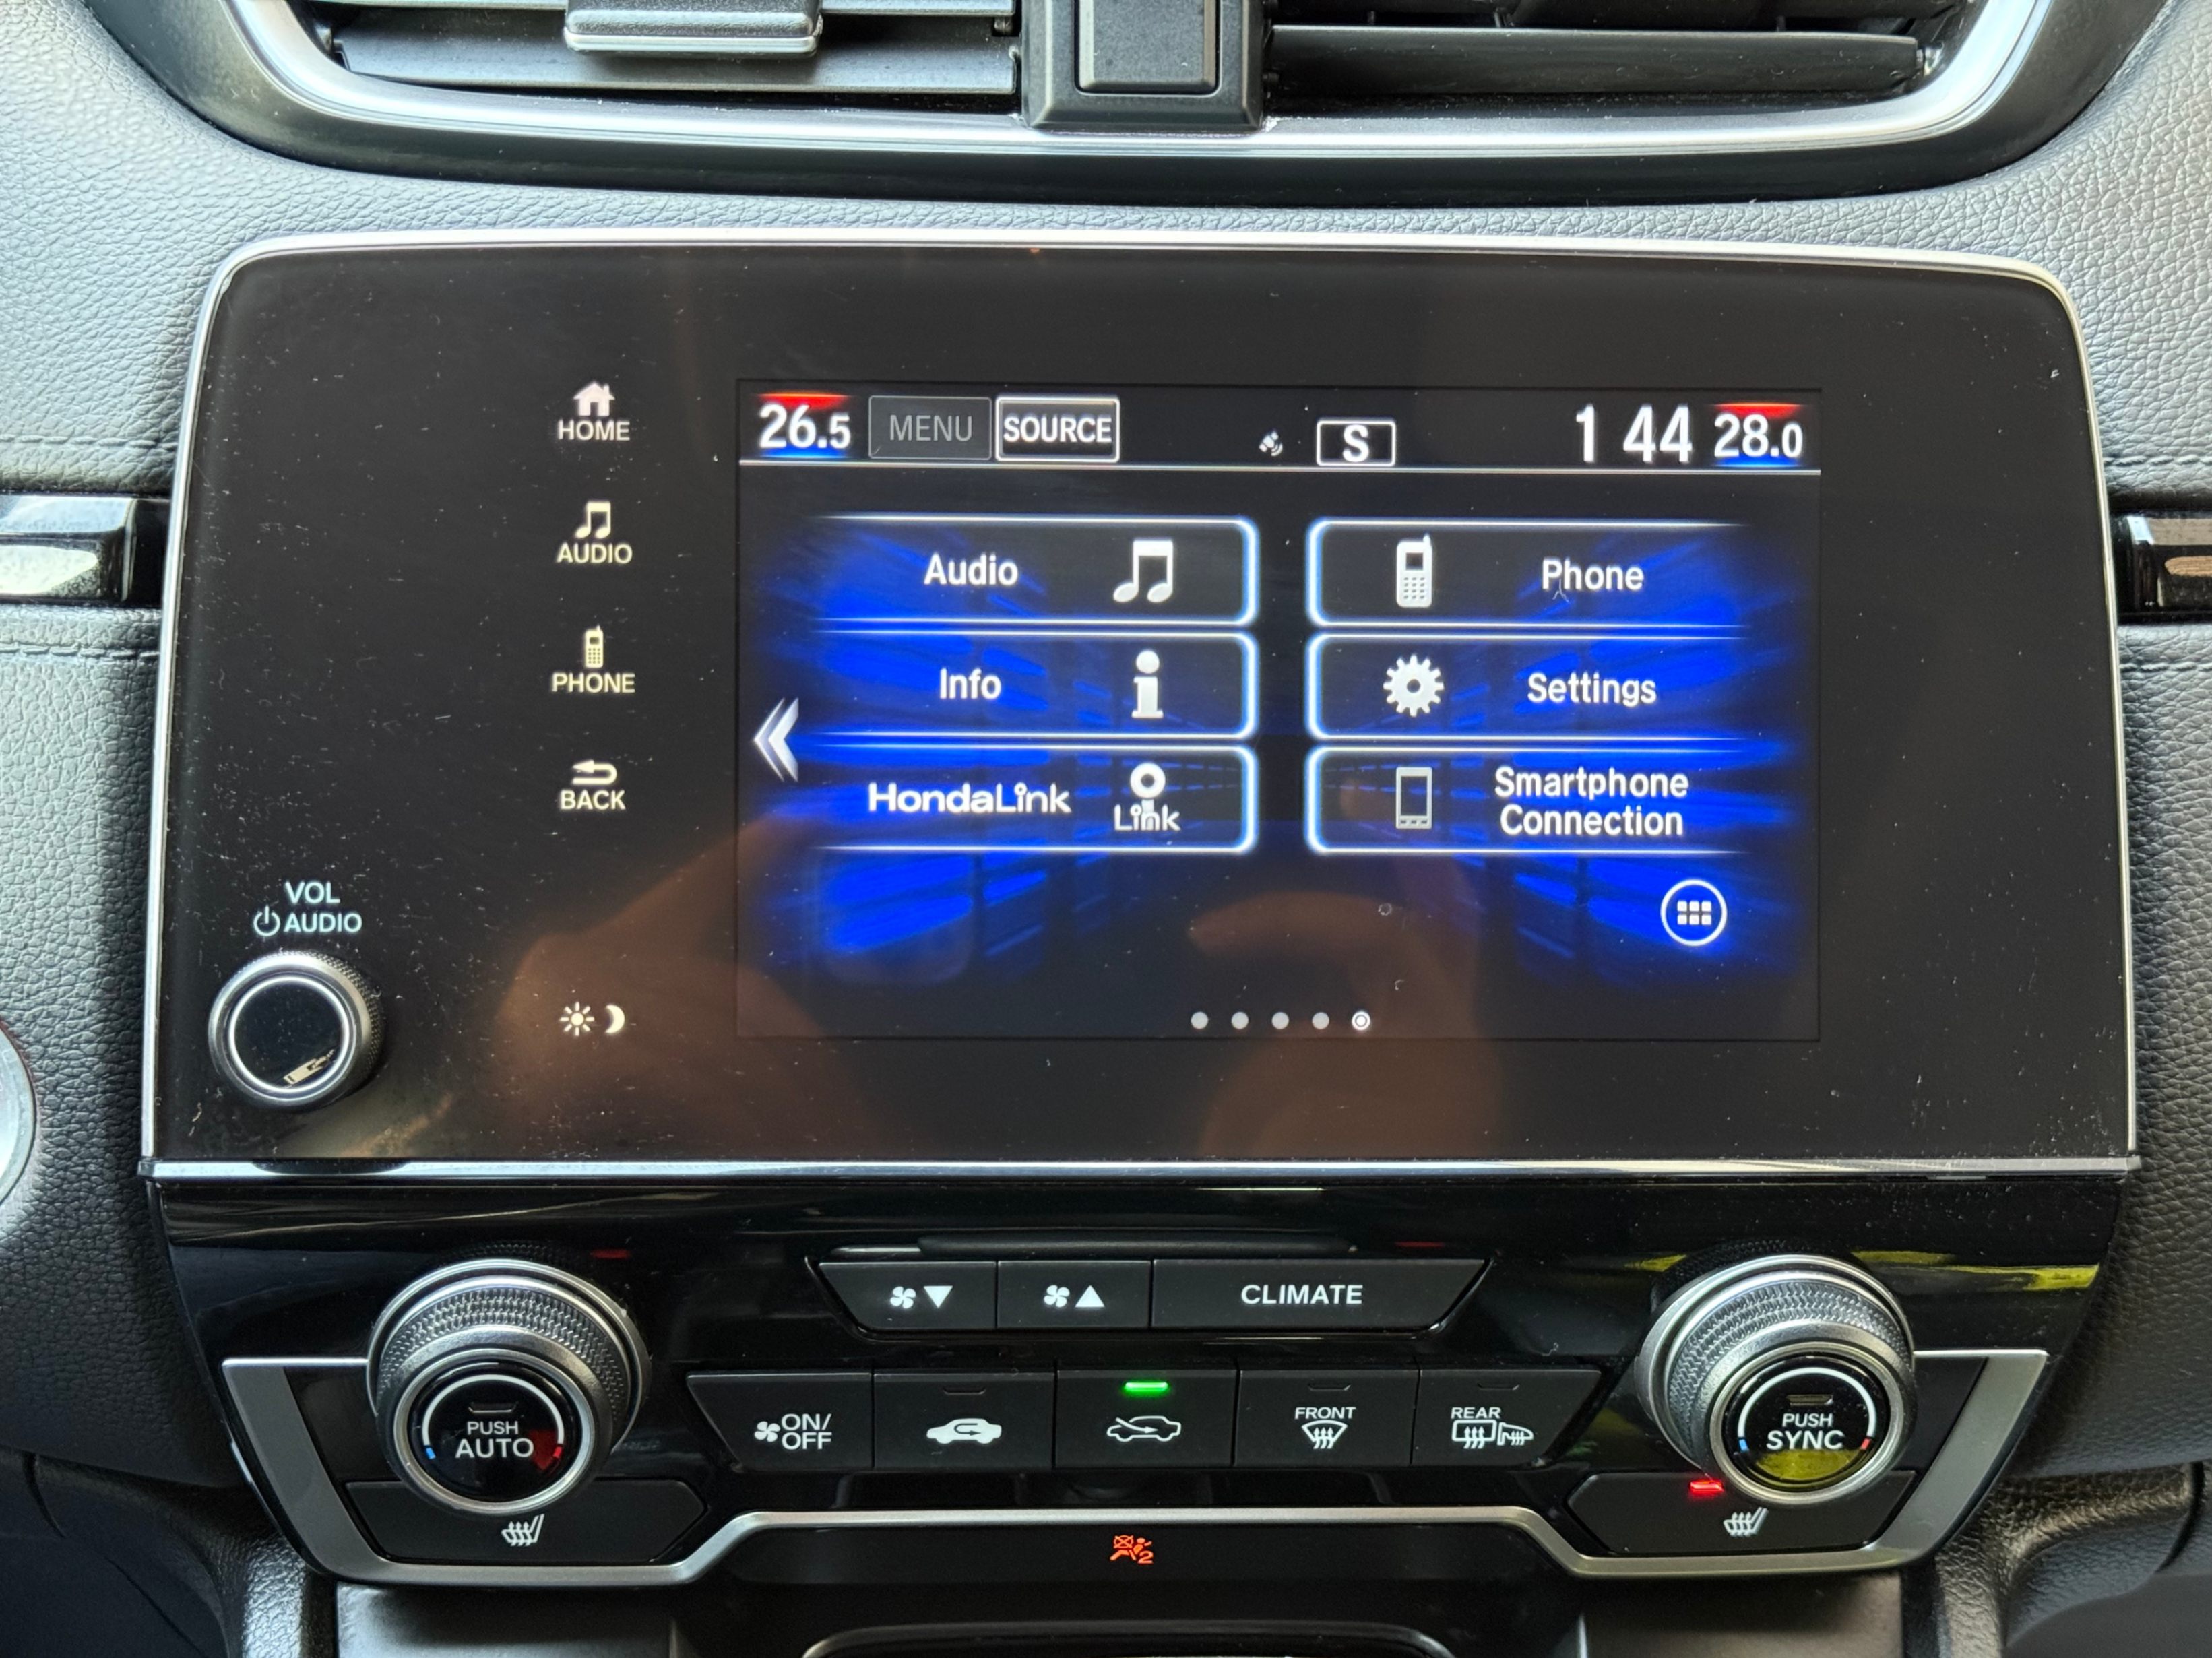 HOME
AUDIO
PHONE
BACK
VOL
AUDIO
26.5 MENU SOURCE S 1 44 28.0
Audio
Phone
Info
Settings
HondaLink
Link
Smartphone
Connection
CLIMATE
PUSH
AUTO
ON/
OFF
FRONT
REAR
PUSH
SYNC
2